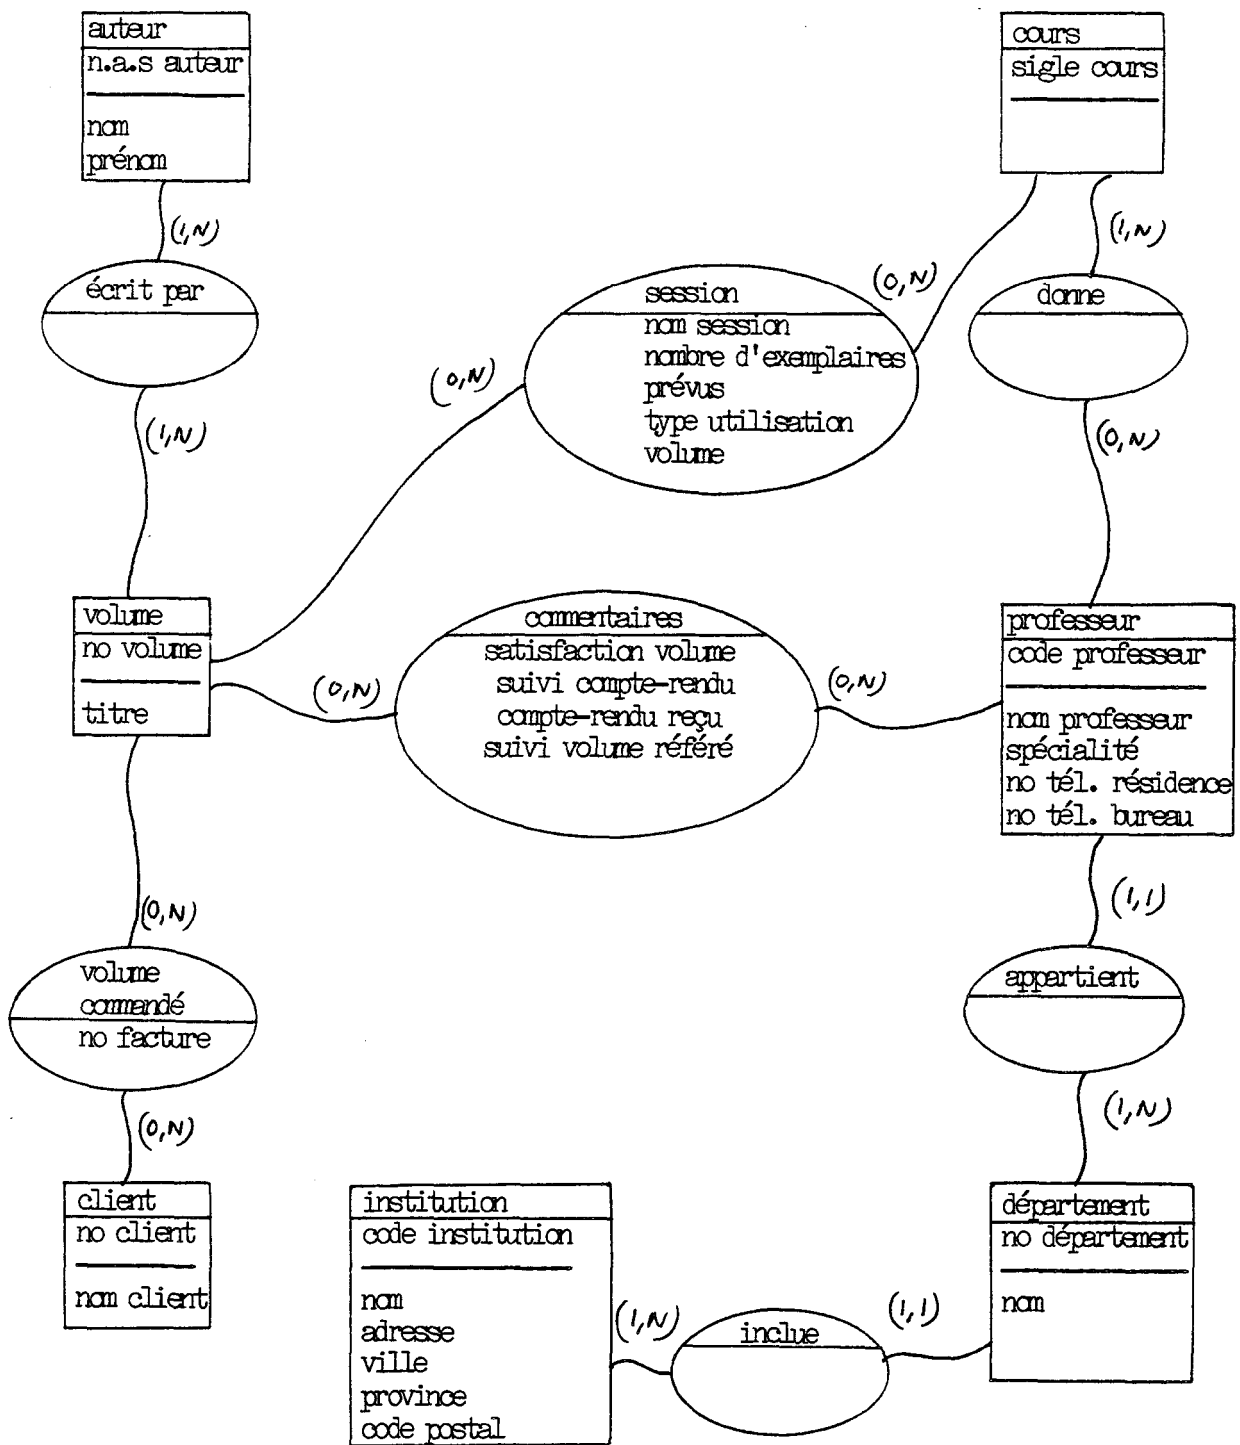 auteur
n.a.s auteur
nom
prénom
cours
sigle cours
(1,N)
(1,N)
écrit par
session
nom session
nombre d'exemplaires
prévus
type utilisation
volume
(0,N)
donne
(0,N)
(1,N)
(0,N)
volume
no volume
titre
commentaires
satisfaction volume
suivi compte-rendu
compte-rendu reçu
suivi volume référé
(0,N)
(0,N)
professeur
code professeur
nom professeur
spécialité
no tél. résidence
no tél. bureau
(0,N)
(1,1)
volume
commandé
no facture
appartient
(0,N)
(1,N)
client
no client
nom client
institution
code institution
nom
adresse
ville
province
code postal
(1,N)
inclue
(1,1)
département
no département
nom